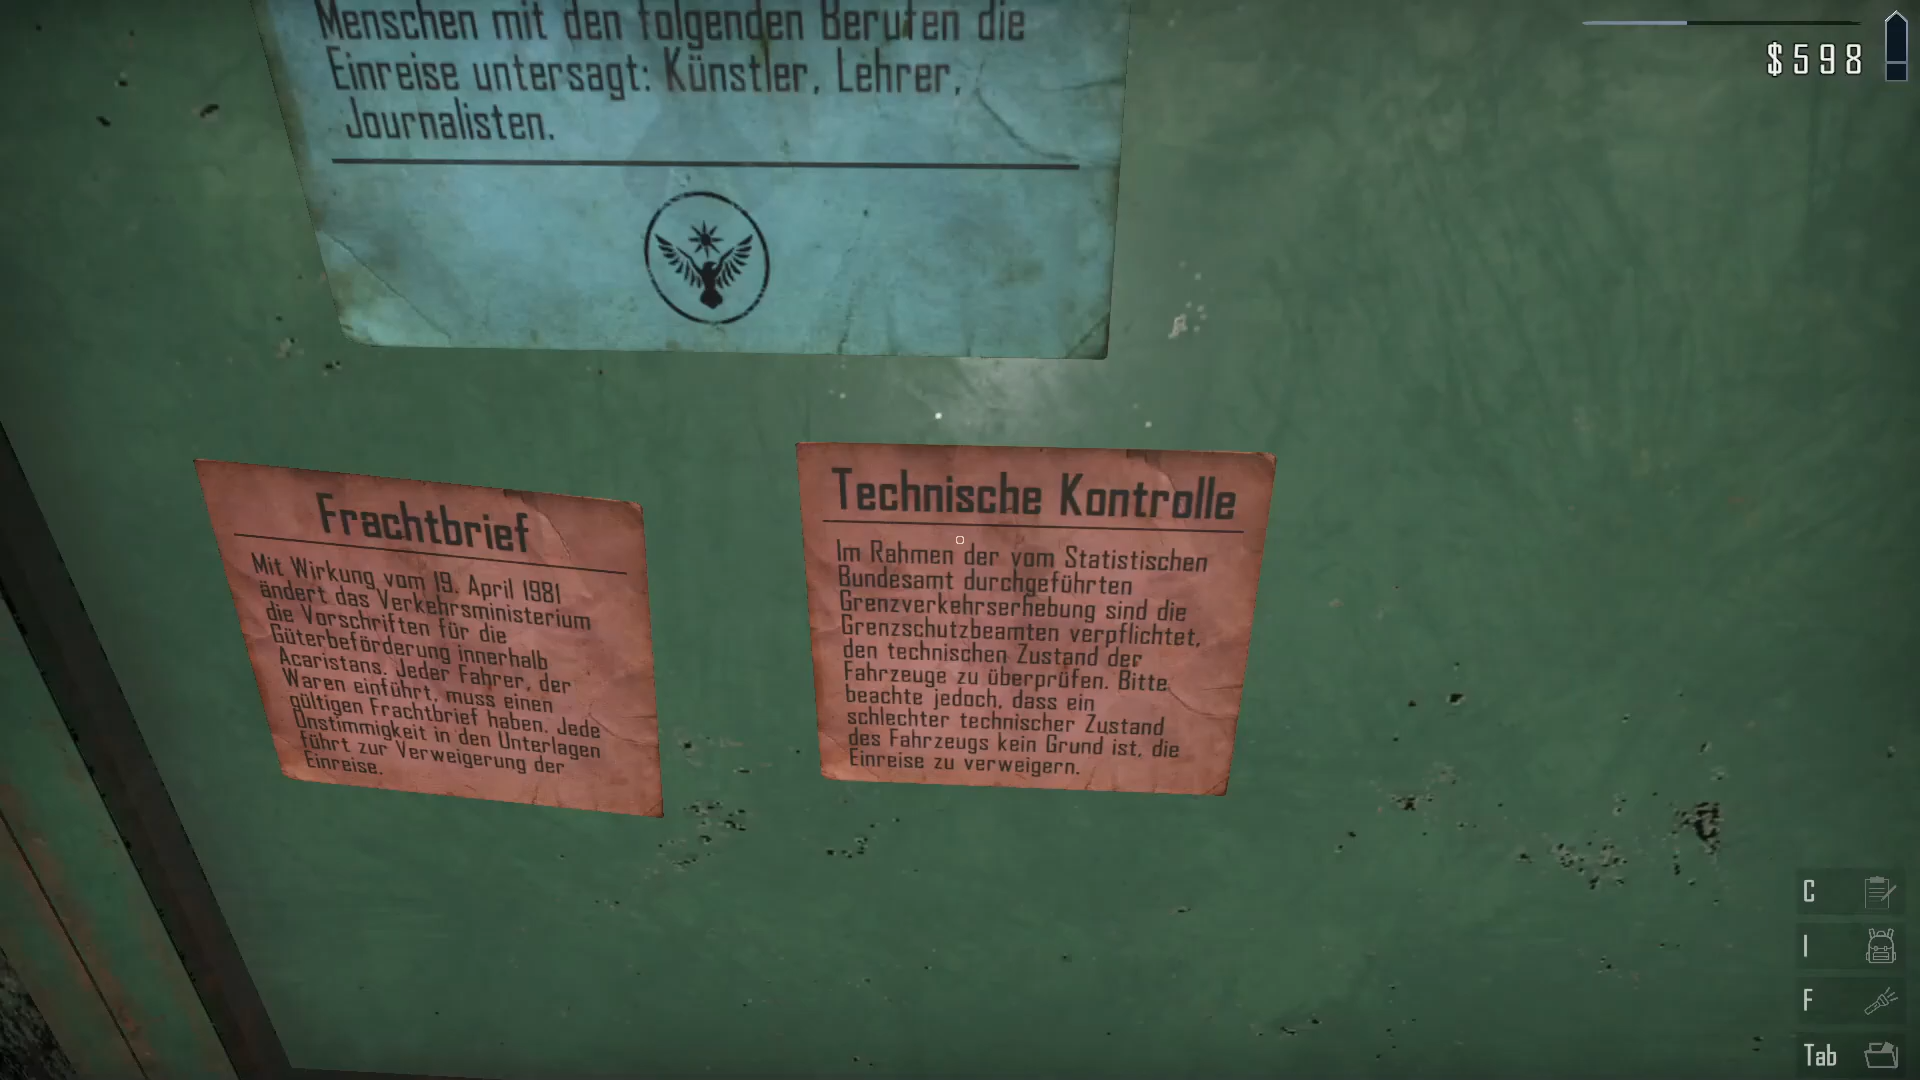 Menschen mit den folgenden Berufen die
Einreise untersagt: Künstler, Lehrer,
Journalisten.
$598
Frachtbrief
Mit Wirkung vom 19. April 1981
ändert das Verkehrsministerium
die Vorschriften für die
Güterbeförderung innerhalb
Acaristans. Jeder Fahrer, der
Waren einführt, muss einen
gültigen Frachtbrief haben. Jede
Unstimmigkeit in den Unterlagen
führt zur Verweigerung der
Einreise.
Technische Kontrolle
Im Rahmen der vom Statistischen
Bundesamt durchgeführten
Grenzverkehrserhebung sind die
Grenzschutzbeamten verpflichtet,
den technischen Zustand der
Fahrzeuge zu überprüfen. Bitte
beachte jedoch, dass ein
schlechter technischer Zustand
des Fahrzeugs kein Grund ist, die
Einreise zu verweigern.
C
I
F
Tab